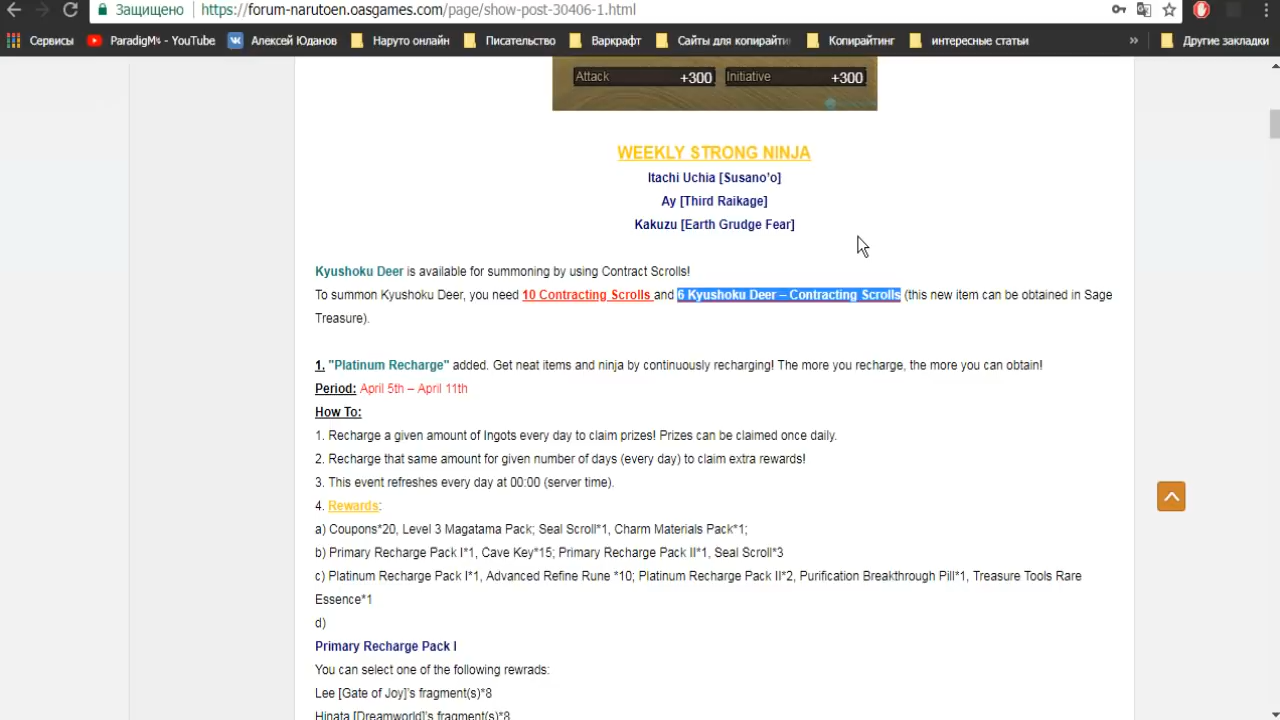 Защищено https://forum-narutoen.oasgames.com/page/show-post-30406-1.html
Сервисы ParadigMъ - YouTube Алексей Юданов Наруто онлайн Писательство Варкрафт Сайты для копирайти Копирайтинг интересные статьи » Другие закладки
Attack +300 Initiative +300
WEEKLY STRONG NINJA
Itachi Uchia [Susano'o]
Ay [Third Raikage]
Kakuzu [Earth Grudge Fear]
Kyushoku Deer is available for summoning by using Contract Scrolls!
To summon Kyushoku Deer, you need 10 Contracting Scrolls and 6 Kyushoku Deer – Contracting Scrolls (this new item can be obtained in Sage
Treasure).
1. "Platinum Recharge" added. Get neat items and ninja by continuously recharging! The more you recharge, the more you can obtain!
Period: April 5th – April 11th
How To:
1. Recharge a given amount of Ingots every day to claim prizes! Prizes can be claimed once daily.
2. Recharge that same amount for given number of days (every day) to claim extra rewards!
3. This event refreshes every day at 00:00 (server time).
4. Rewards:
a) Coupons*20, Level 3 Magatama Pack; Seal Scroll*1, Charm Materials Pack*1;
b) Primary Recharge Pack I*1, Cave Key*15; Primary Recharge Pack II*1, Seal Scroll*3
c) Platinum Recharge Pack I*1, Advanced Refine Rune *10; Platinum Recharge Pack II*2, Purification Breakthrough Pill*1, Treasure Tools Rare
Essence*1
d)
Primary Recharge Pack I
You can select one of the following rewrads:
Lee [Gate of Joy]'s fragment(s)*8
Hinata [Dreamworld]'s fragment(s)*8